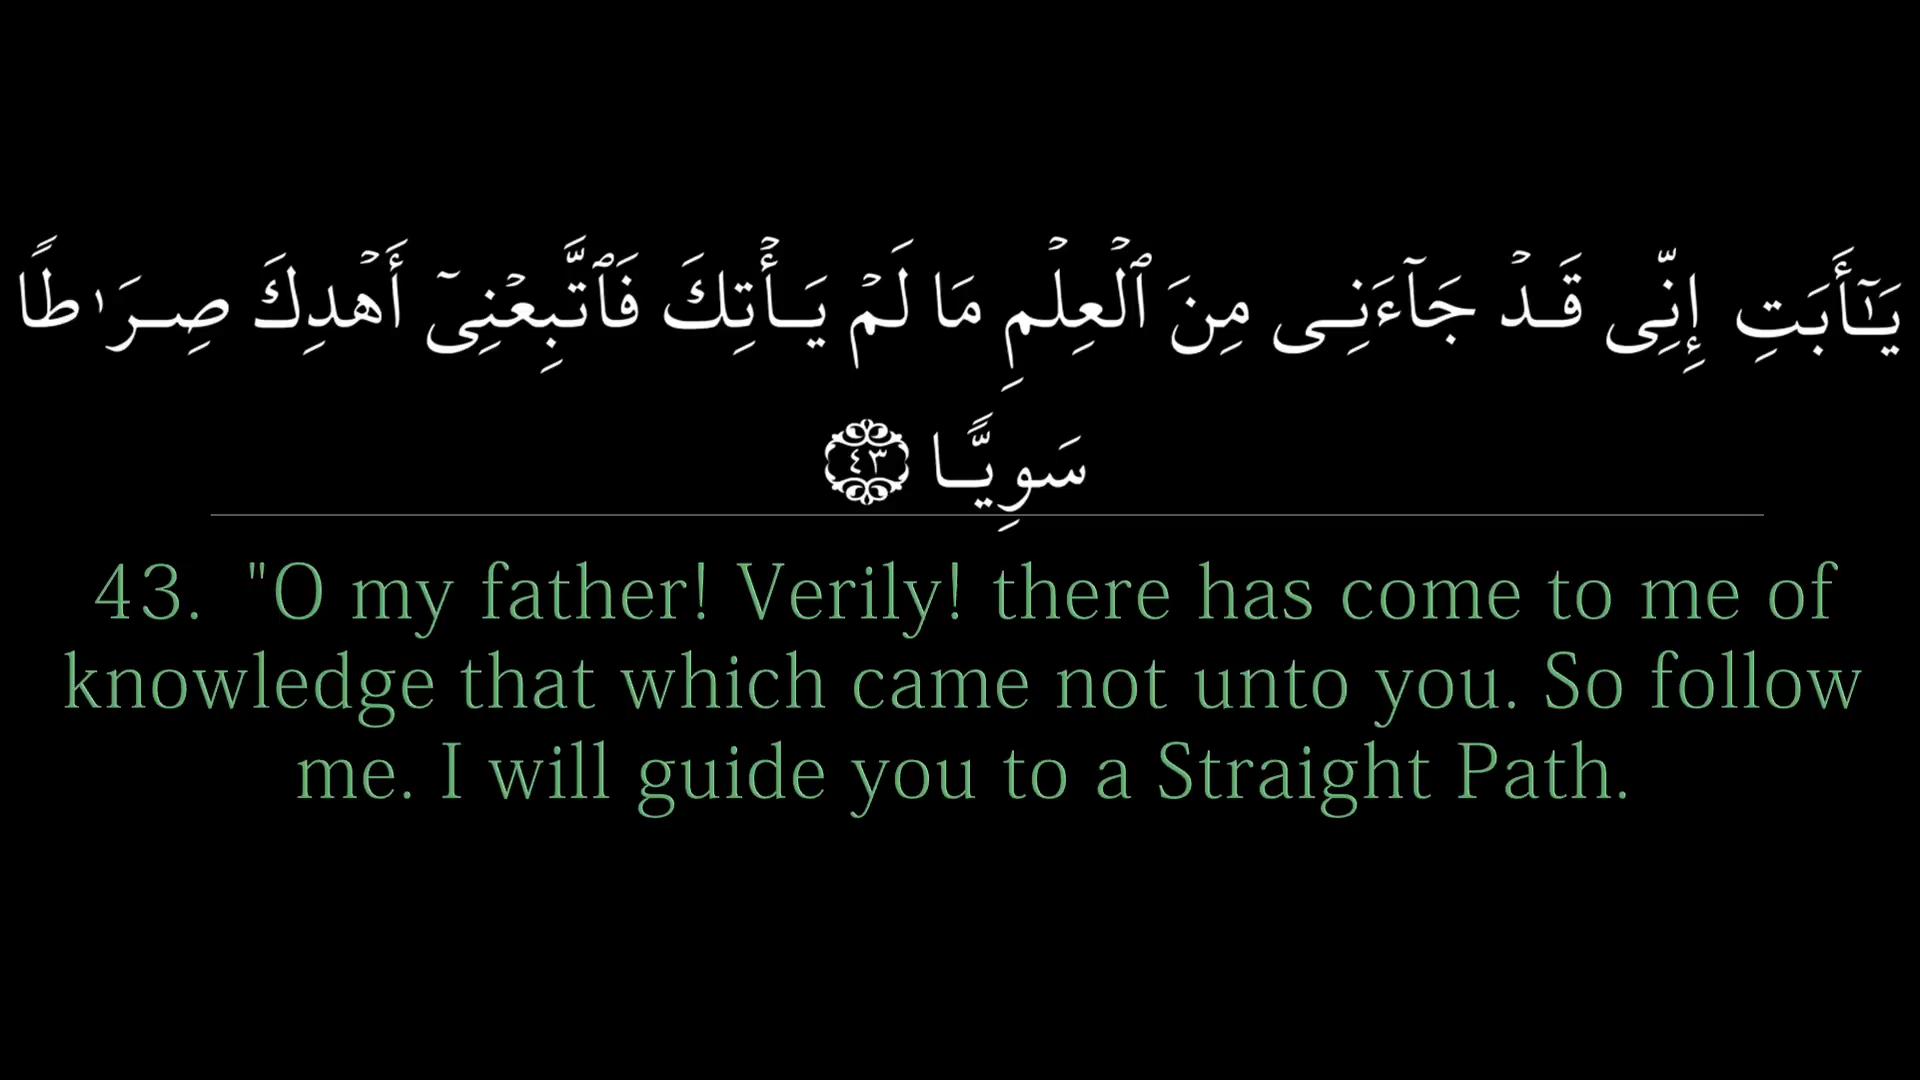 يَـٰٓأَبَتِ إِنِّى قَدْ جَآءَنِى مِنَ ٱلْعِلْمِ مَا لَمْ يَأْتِكَ فَٱتَّبِعْنِىٓ أَهْدِكَ صِرَٰطًا
سَوِيًّا ٤٣
43. "O my father! Verily! there has come to me of
knowledge that which came not unto you. So follow
me. I will guide you to a Straight Path.